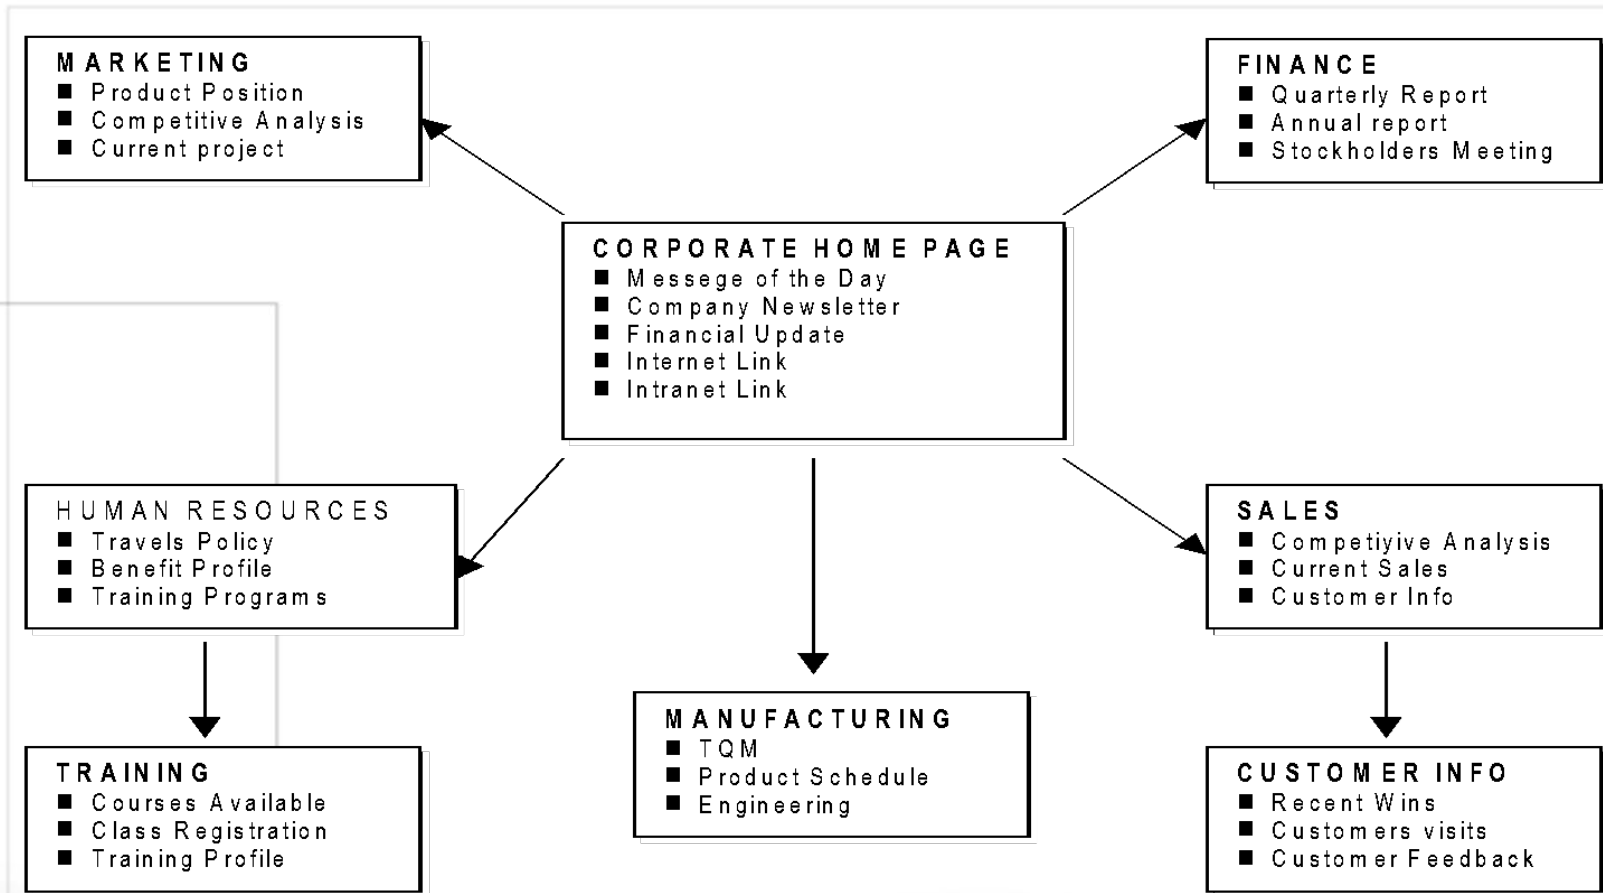 MARKETING
■ Product Position
■ Competitive Analysis
■ Current project
FINANCE
■ Quarterly Report
■ Annual report
■ Stockholders Meeting
CORPORATE HOME PAGE
■ Messege of the Day
■ Company Newsletter
■ Financial Update
■ Internet Link
■ Intranet Link
HUMAN RESOURCES
■ Travels Policy
■ Benefit Profile
■ Training Programs
SALES
■ Competiyive Analysis
■ Current Sales
■ Customer Info
TRAINING
■ Courses Available
■ Class Registration
■ Training Profile
MANUFACTURING
■ TQM
■ Product Schedule
■ Engineering
CUSTOMER INFO
■ Recent Wins
■ Customers visits
■ Customer Feedback